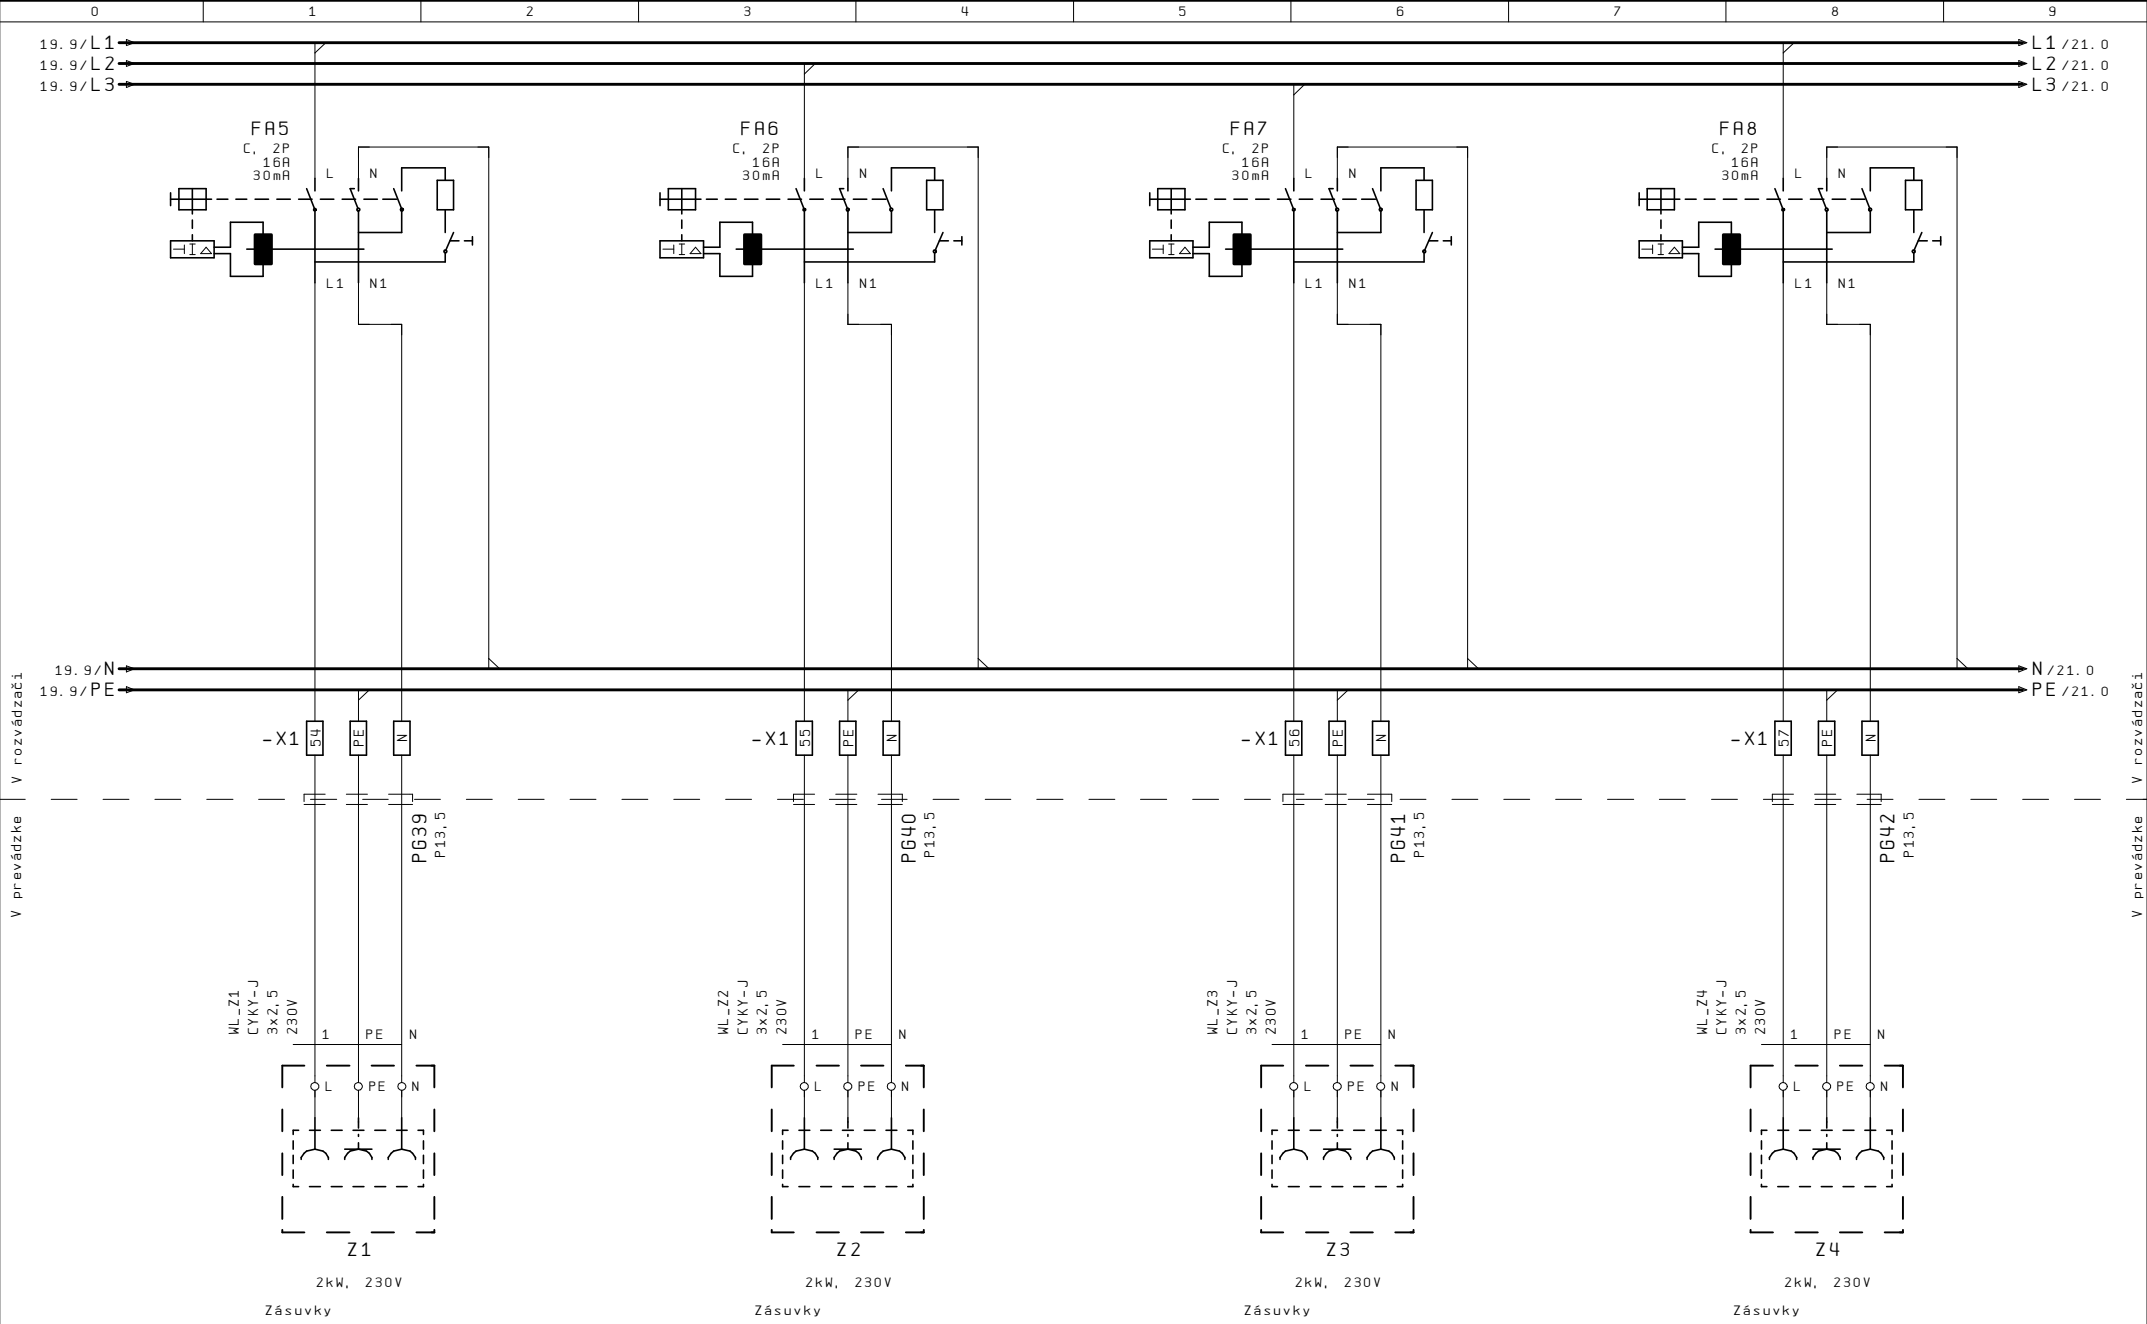 0 1 2 3 4 5 6 7 8 9
19.9/L1 L1/21.0
19.9/L2 L2/21.0
19.9/L3 L3/21.0
FA5 FA6 FA7 FA8
C, 2P C, 2P C, 2P C, 2P
16A 16A 16A 16A
30mA L N 30mA L N 30mA L N 30mA L N
L1 N1 L1 N1 L1 N1 L1 N1
19.9/N N/21.0
19.9/PE PE/21.0
V rozvádzači V rozvádzači
-X1 54 PE N -X1 55 PE N -X1 56 PE N -X1 57 PE N
V prevádzke V prevádzke
PG39 PG40 PG41 PG42
P13,5 P13,5 P13,5 P13,5
WL_Z1 WL_Z2 WL_Z3 WL_Z4
CYKY-J CYKY-J CYKY-J CYKY-J
3x2,5 3x2,5 3x2,5 3x2,5
230V 230V 230V 230V
1 PE N 1 PE N 1 PE N 1 PE N
L PE N L PE N L PE N L PE N
Z1 Z2 Z3 Z4
2kW, 230V 2kW, 230V 2kW, 230V 2kW, 230V
Zásuvky Zásuvky Zásuvky Zásuvky